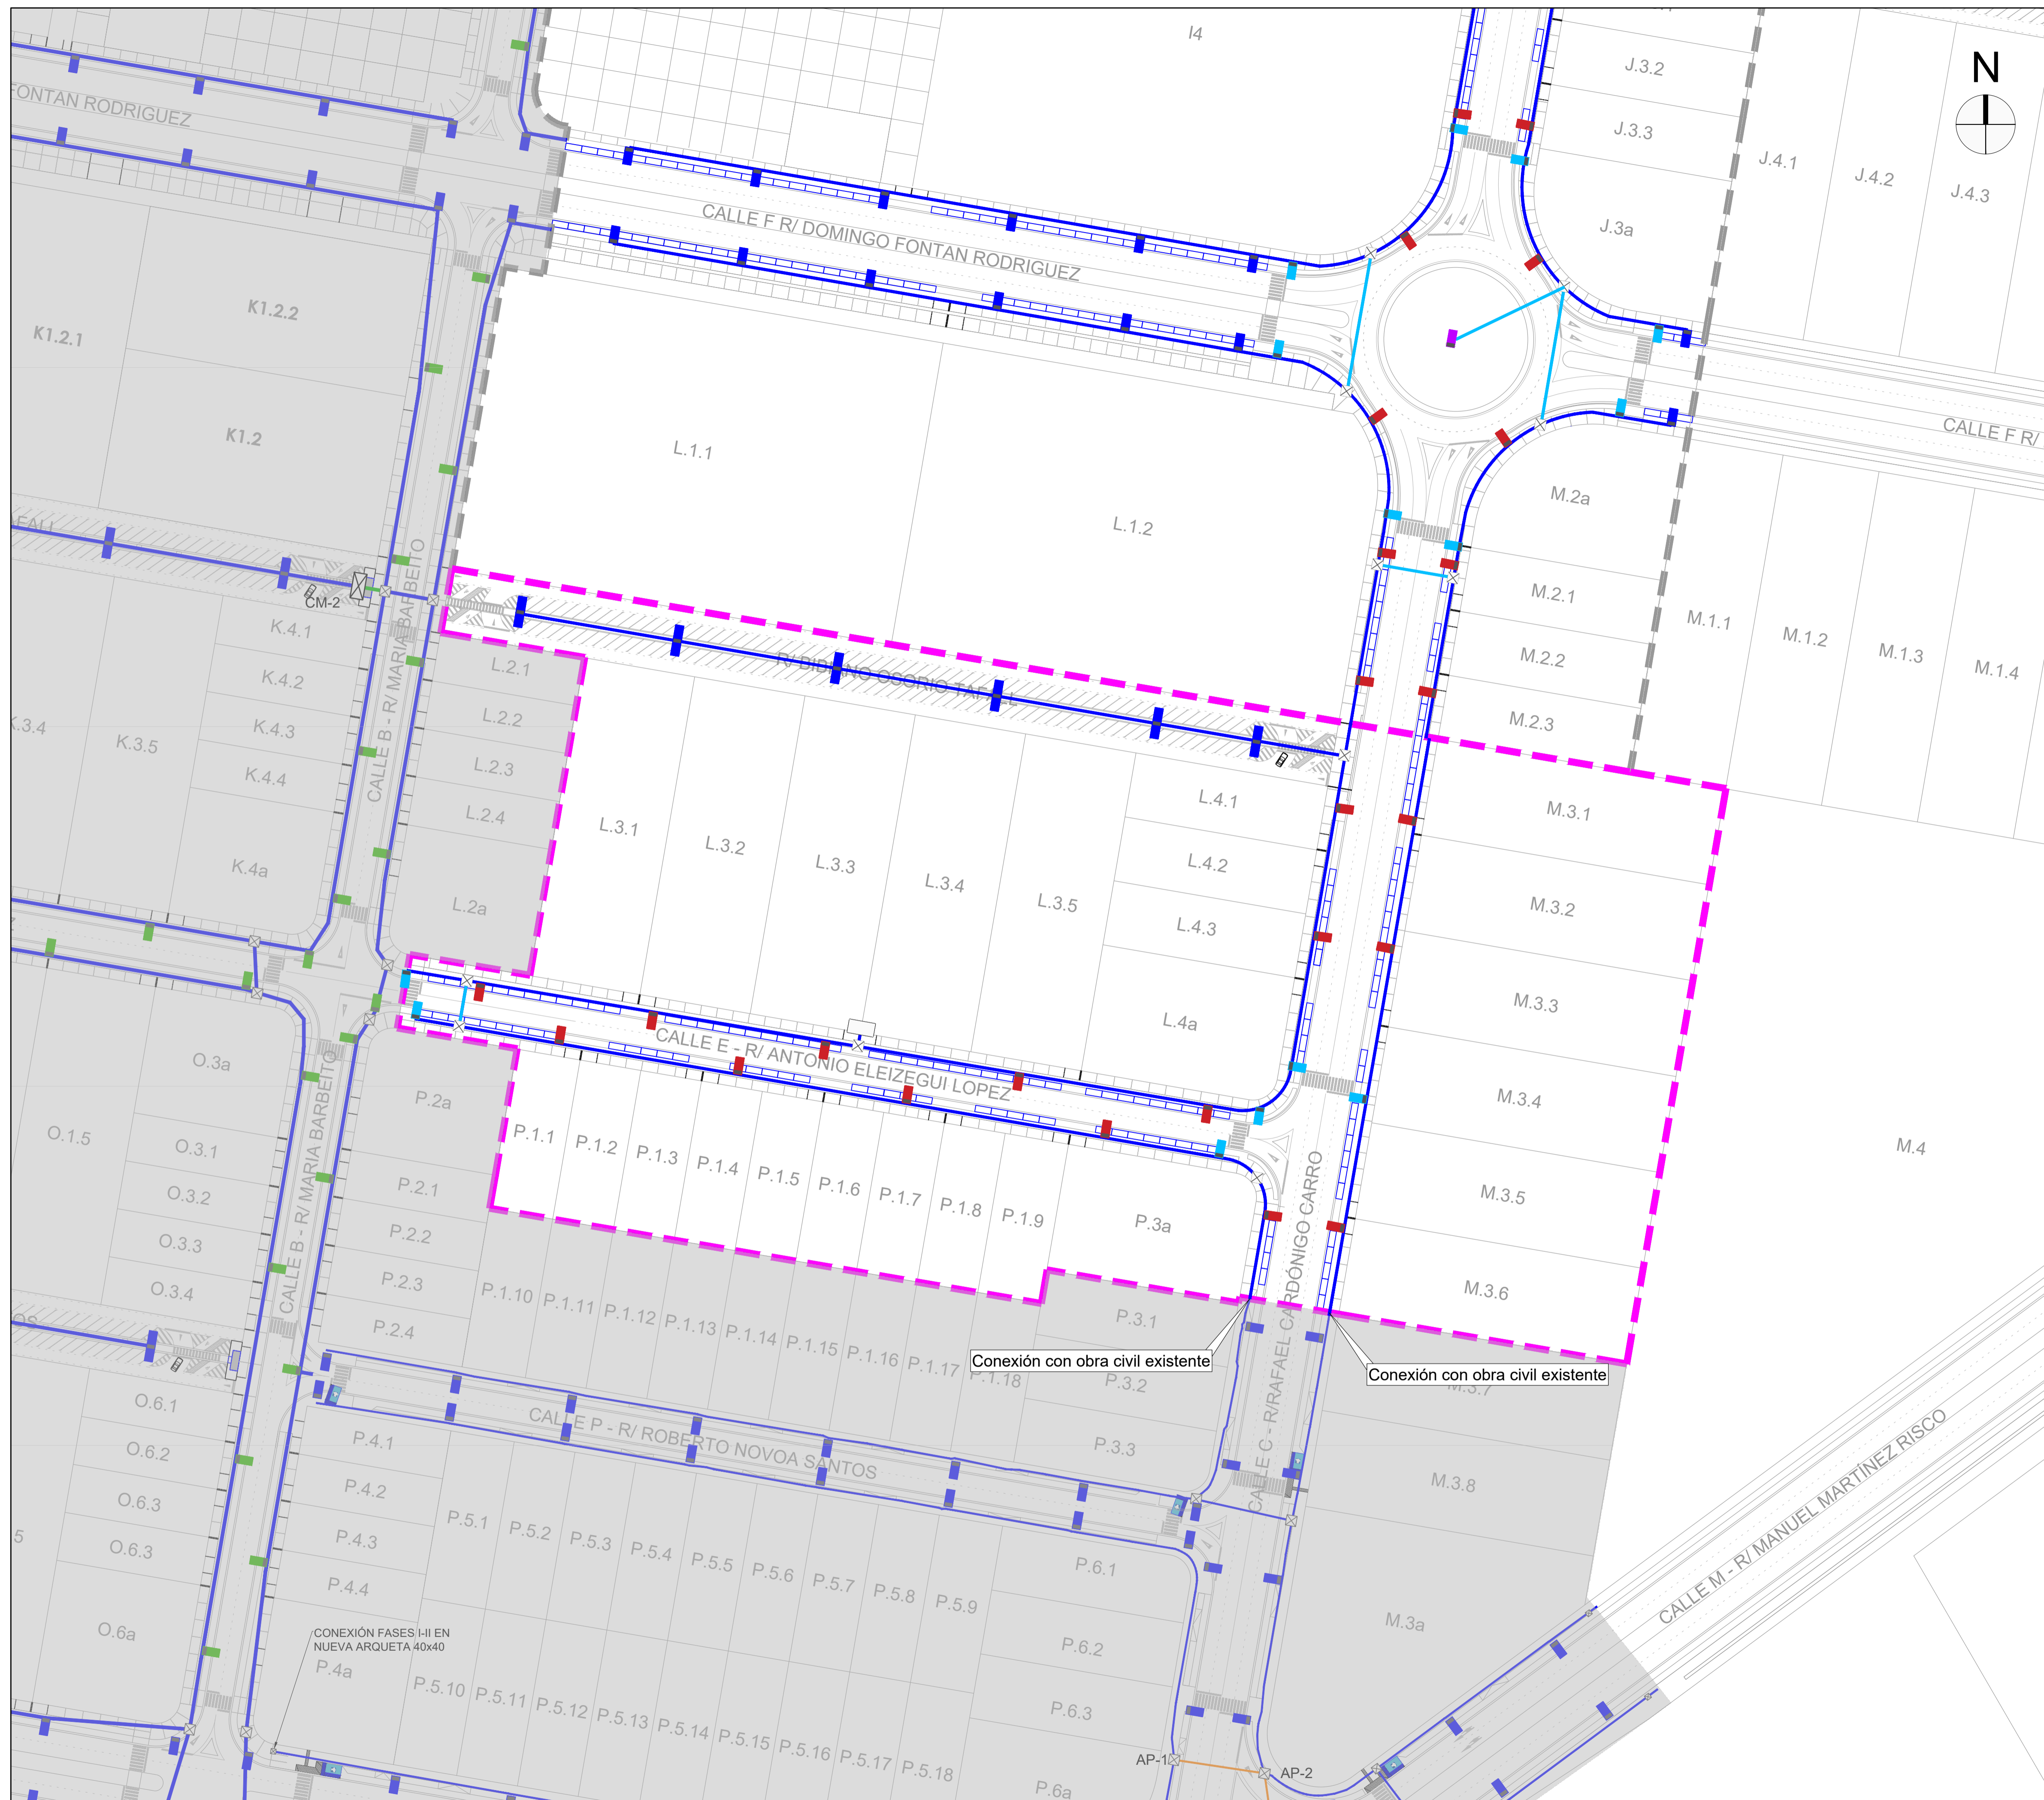 I4
N
J.3.2
J.3.3
J.3a
J.4.1
J.4.2
J.4.3
FONTAN RODRIGUEZ
CALLE F R/ DOMINGO FONTAN RODRIGUEZ
CALLE F R/
K1.2.2
K1.2.1
K1.2
L.1.1
L.1.2
M.2a
M.2.1
M.2.2
M.2.3
M.1.1
M.1.2
M.1.3
M.1.4
CM-2
CALLE B - R/ MARIA BARBEITO
R/ BIBIANO OSORIO TAFALL
K.4.1
K.4.2
K.4.3
K.4.4
K.4a
K.3.4
K.3.5
L.2.1
L.2.2
L.2.3
L.2.4
L.2a
L.3.1
L.3.2
L.3.3
L.3.4
L.3.5
L.4.1
L.4.2
L.4.3
L.4a
M.3.1
M.3.2
M.3.3
M.3.4
M.3.5
M.3.6
M.4
CALLE E - R/ ANTONIO ELEIZEGUI LOPEZ
O.3a
O.1.5
O.3.1
O.3.2
O.3.3
O.3.4
CALLE B - R/ MARIA BARBEITO
P.2a
P.2.1
P.2.2
P.2.3
P.2.4
P.1.1
P.1.2
P.1.3
P.1.4
P.1.5
P.1.6
P.1.7
P.1.8
P.1.9
P.3a
P.1.10
P.1.11
P.1.12
P.1.13
P.1.14
P.1.15
P.1.16
P.1.17
P.1.18
P.3.1
P.3.2
P.3.3
Conexión con obra civil existente
Conexión con obra civil existente
CALLE C - R/RAFAEL CARDÓNIGO CARRO
M.3.7
M.3.8
M.3a
CALLE M - R/ MANUEL MARTÍNEZ RISCO
O.6.1
O.6.2
O.6.3
O.6.3
O.6a
CALLE P - R/ ROBERTO NOVOA SANTOS
P.4.1
P.4.2
P.4.3
P.4.4
P.4a
P.5.1
P.5.2
P.5.3
P.5.4
P.5.5
P.5.6
P.5.7
P.5.8
P.5.9
P.6.1
P.6.2
P.6.3
P.6a
CONEXIÓN FASES I-II EN
NUEVA ARQUETA 40x40
P.5.10
P.5.11
P.5.12
P.5.13
P.5.14
P.5.15
P.5.16
P.5.17
P.5.18
AP-1
AP-2